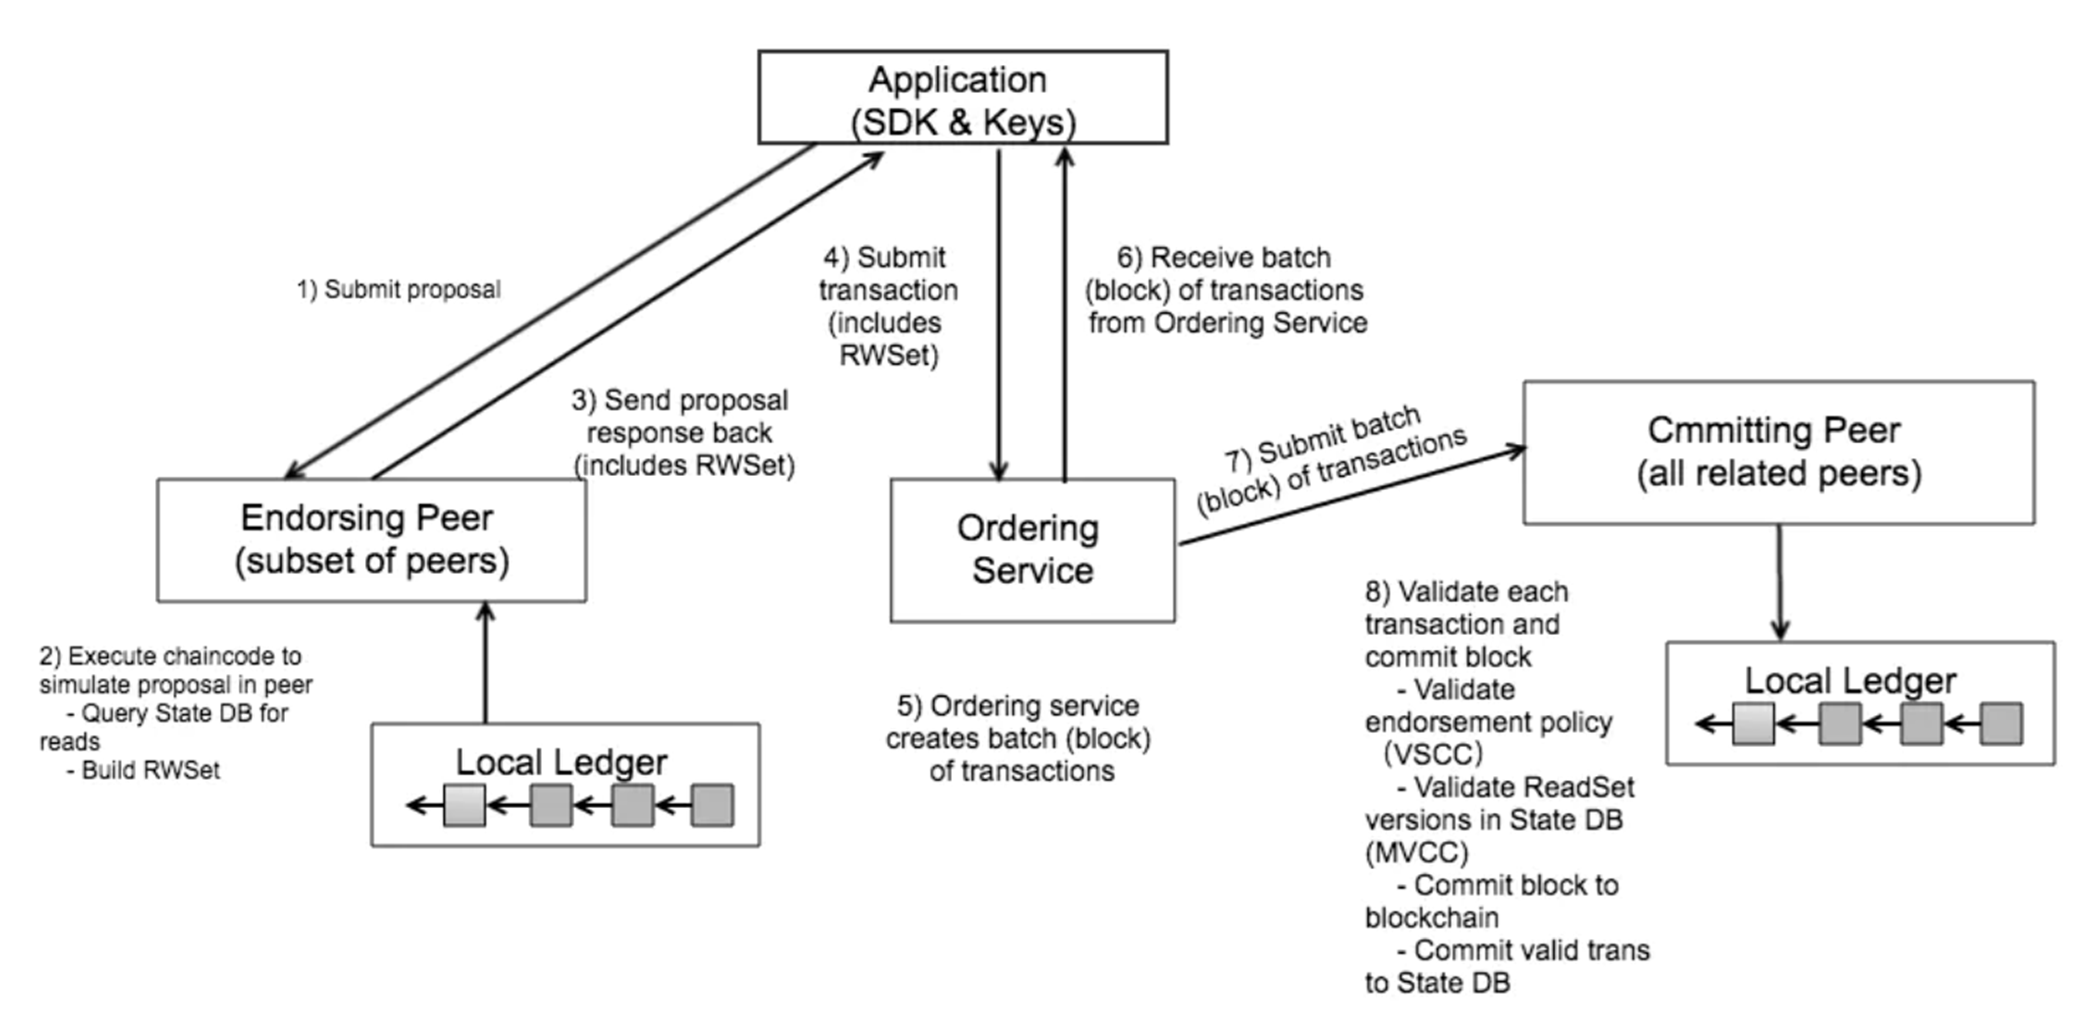 Application
(SDK & Keys)
1) Submit proposal
4) Submit
transaction
(includes
RWSet)
6) Receive batch
(block) of transactions
from Ordering Service
3) Send proposal
response back
(includes RWSet)
7) Submit batch
(block) of transactions
Cmmitting Peer
(all related peers)
Endorsing Peer
(subset of peers)
Ordering
Service
2) Execute chaincode to
simulate proposal in peer
- Query State DB for
reads
- Build RWSet
Local Ledger
5) Ordering service
creates batch (block)
of transactions
8) Validate each
transaction and
commit block
- Validate
endorsement policy
(VSCC)
- Validate ReadSet
versions in State DB
(MVCC)
- Commit block to
blockchain
- Commit valid trans
to State DB
Local Ledger